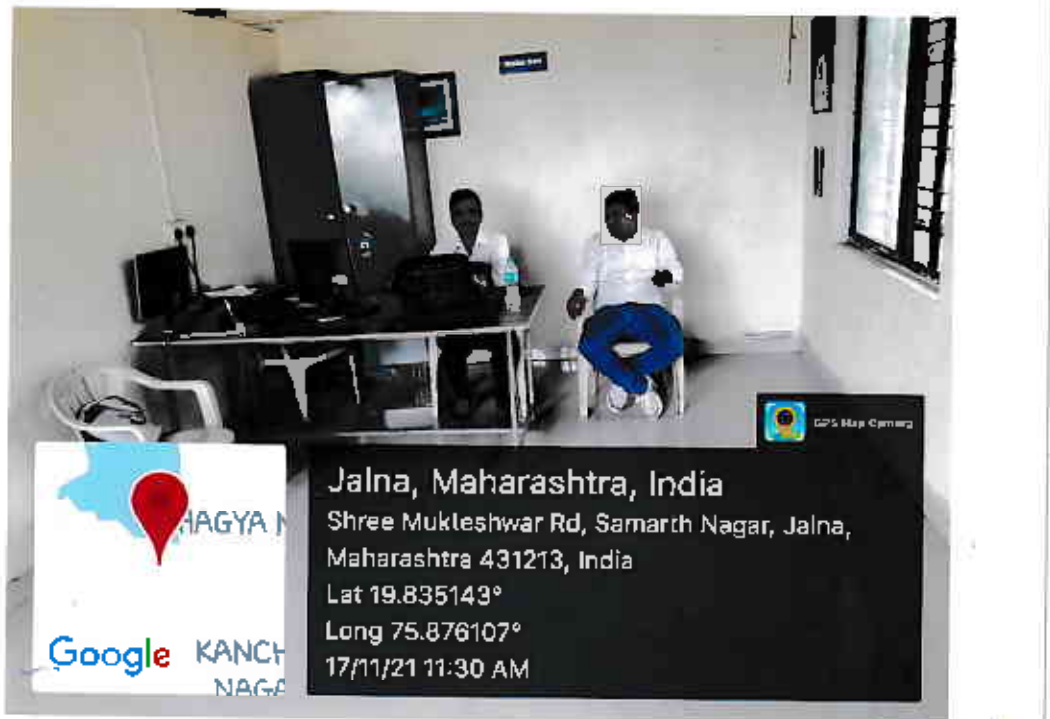 GPS Map Camera
Jalna, Maharashtra, India
Shree Mukteshwar Rd, Samarth Nagar, Jalna,
Maharashtra 431213, India
Lat 19.835143°
Long 75.876107°
17/11/21 11:30 AM
HAGYA N
Google
KANCH
NAGA